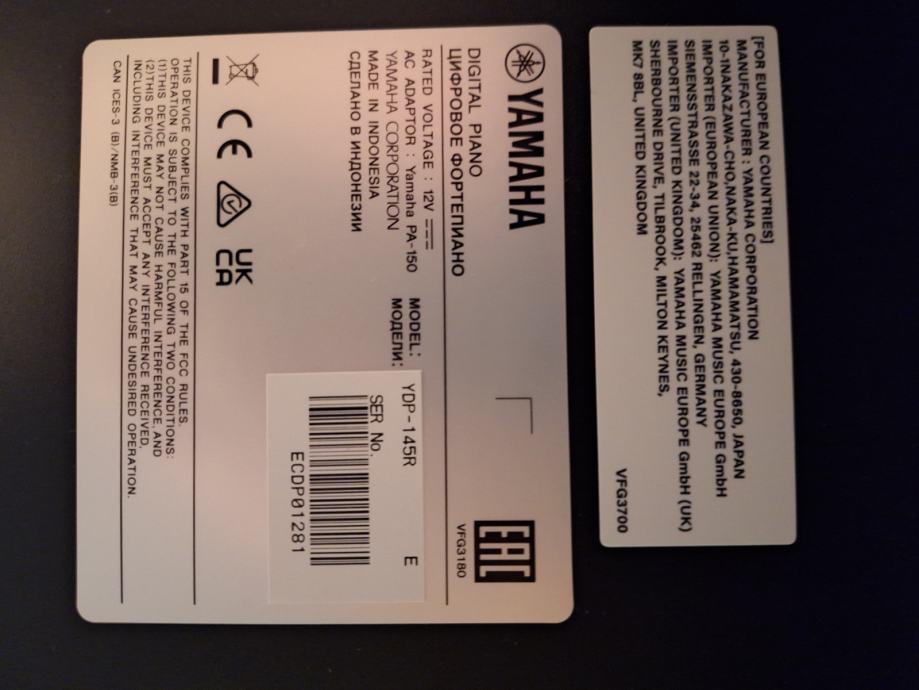 [FOR EUROPEAN COUNTRIES]
MANUFACTURER : YAMAHA CORPORATION
10-1NAKAZAWA-CHO,NAKA-KU,HAMAMATSU, 430-8650, JAPAN
IMPORTER (EUROPEAN UNION): YAMAHA MUSIC EUROPE GmbH
SIEMENSSTRASSE 22-34, 25462 RELLINGEN, GERMANY
IMPORTER (UNITED KINGDOM): YAMAHA MUSIC EUROPE GmbH (UK)
SHERBOURNE DRIVE, TILBROOK, MILTON KEYNES,
MK7 8BL, UNITED KINGDOM
VFG3700
YAMAHA
EAC
DIGITAL PIANO
ЦИФРОВОЕ ФОРТЕПИАНО
VFG3180
RATED VOLTAGE : 12V
AC ADAPTOR : Yamaha PA-150
YAMAHA CORPORATION
MADE IN INDONESIA
СДЕЛАНО В ИНДОНЕЗИИ
MODEL:
МОДЕЛИ:
YDP-145R E
SER No.
ECDP01281
CE
UK
CA
THIS DEVICE COMPLIES WITH PART 15 OF THE FCC RULES.
OPERATION IS SUBJECT TO THE FOLLOWING TWO CONDITIONS:
(1)THIS DEVICE MAY NOT CAUSE HARMFUL INTERFERENCE, AND
(2)THIS DEVICE MUST ACCEPT ANY INTERFERENCE RECEIVED,
INCLUDING INTERFERENCE THAT MAY CAUSE UNDESIRED OPERATION.
CAN ICES-3 (B)/NMB-3(B)